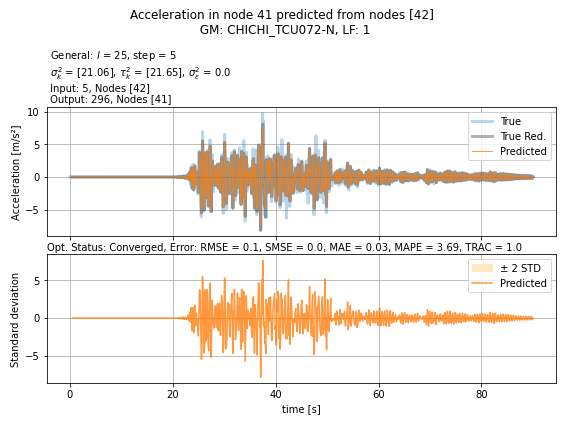 Acceleration in node 41 predicted from nodes [42]
GM: CHICHI_TCU072-N, LF: 1
General: l = 25, step = 5
σ²ₖ = [21.06], τ²ₖ = [21.65], σ²ε = 0.0
Input: 5, Nodes [42]
Output: 296, Nodes [41]
10
5
0
−5
Acceleration [m/s²]
True
True Red.
Predicted
Opt. Status: Converged, Error: RMSE = 0.1, SMSE = 0.0, MAE = 0.03, MAPE = 3.69, TRAC = 1.0
5
0
−5
Standard deviation
± 2 STD
Predicted
0 20 40 60 80
time [s]